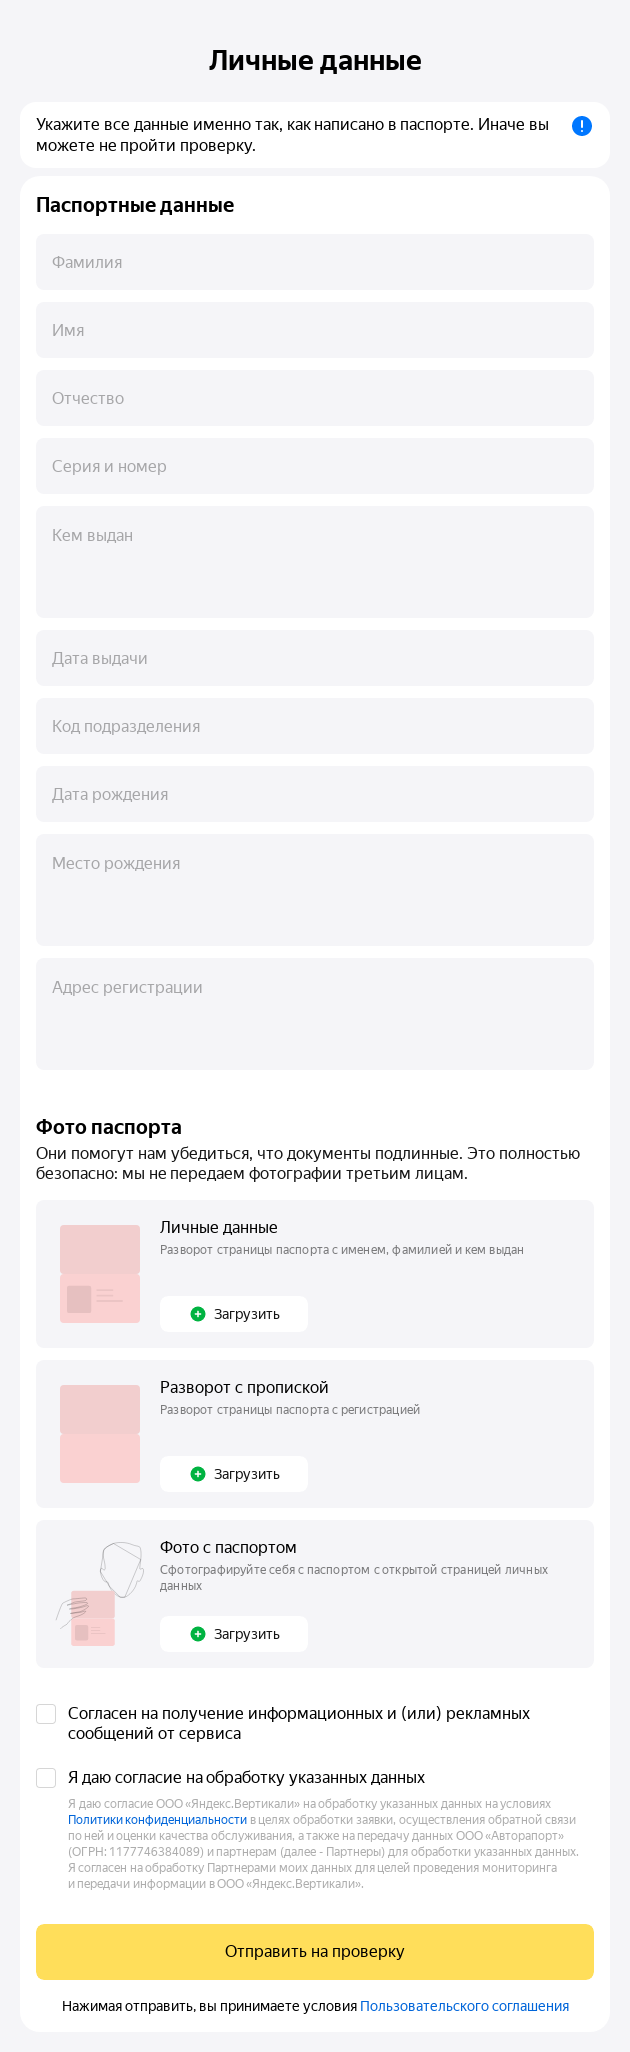 Личные данные
Укажите все данные именно так, как написано в паспорте. Иначе вы
можете не пройти проверку.
Паспортные данные
Фамилия
Имя
Отчество
Серия и номер
Кем выдан
Дата выдачи
Код подразделения
Дата рождения
Место рождения
Адрес регистрации
Фото паспорта
Они помогут нам убедиться, что документы подлинные. Это полностью
безопасно: мы не передаем фотографии третьим лицам.
Личные данные
Разворот страницы паспорта с именем, фамилией и кем выдан
Загрузить
Разворот с пропиской
Разворот страницы паспорта с регистрацией
Загрузить
Фото с паспортом
Сфотографируйте себя с паспортом с открытой страницей личных
данных
Загрузить
Согласен на получение информационных и (или) рекламных
сообщений от сервиса
Я даю согласие на обработку указанных данных
Я даю согласие ООО «Яндекс.Вертикали» на обработку указанных данных на условиях
Политики конфиденциальности в целях обработки заявки, осуществления обратной связи
по ней и оценки качества обслуживания, а также на передачу данных ООО «Авторапорт»
(ОГРН: 1177746384089) и партнерам (далее - Партнеры) для обработки указанных данных.
Я согласен на обработку Партнерами моих данных для целей проведения мониторинга
и передачи информации в ООО «Яндекс.Вертикали».
Отправить на проверку
Нажимая отправить, вы принимаете условия Пользовательского соглашения